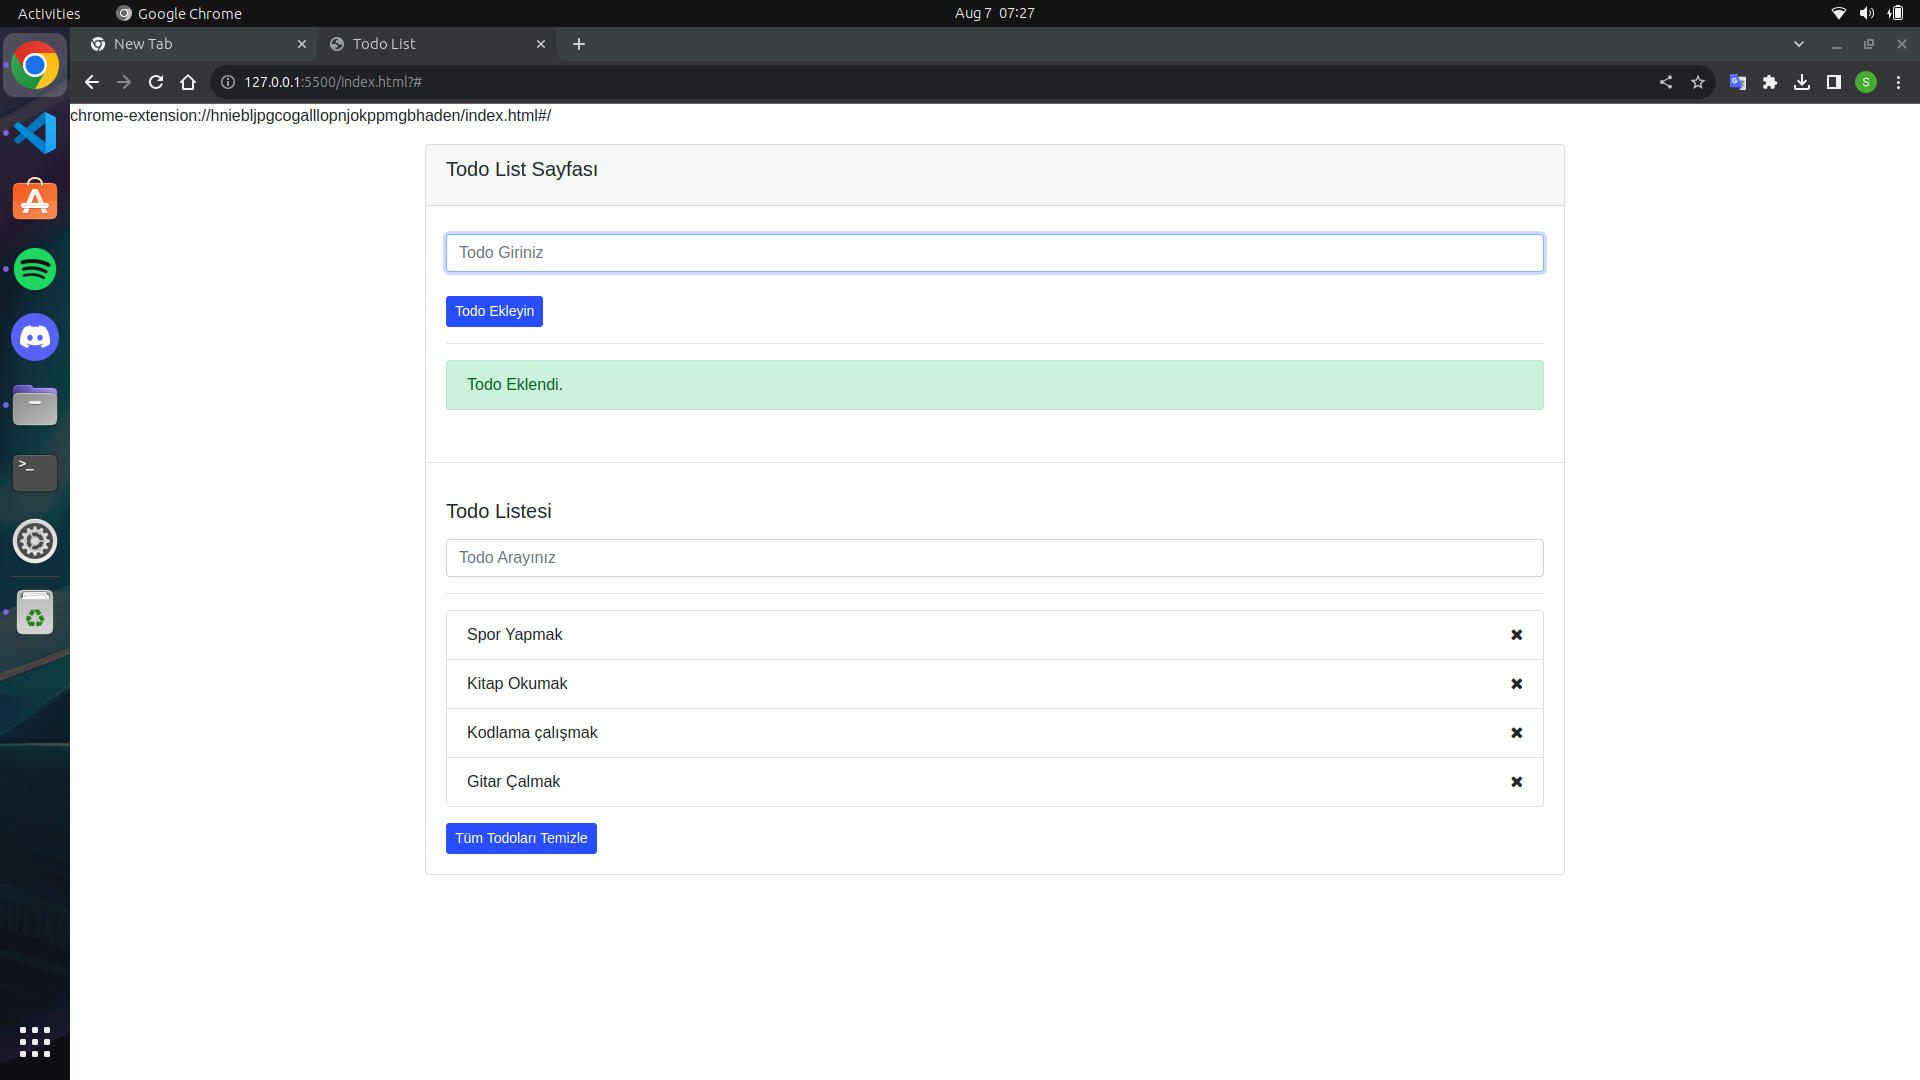 Activities
Google Chrome
Aug 7 07:27
New Tab
Todo List
127.0.0.1:5500/index.html?#
S
chrome-extension://hniebljpgcogalllopnjokppmgbhaden/index.html#/
Todo List Sayfası
Todo Giriniz
Todo Ekleyin
Todo Eklendi.
Todo Listesi
Todo Arayınız
Spor Yapmak
Kitap Okumak
Kodlama çalışmak
Gitar Çalmak
Tüm Todoları Temizle